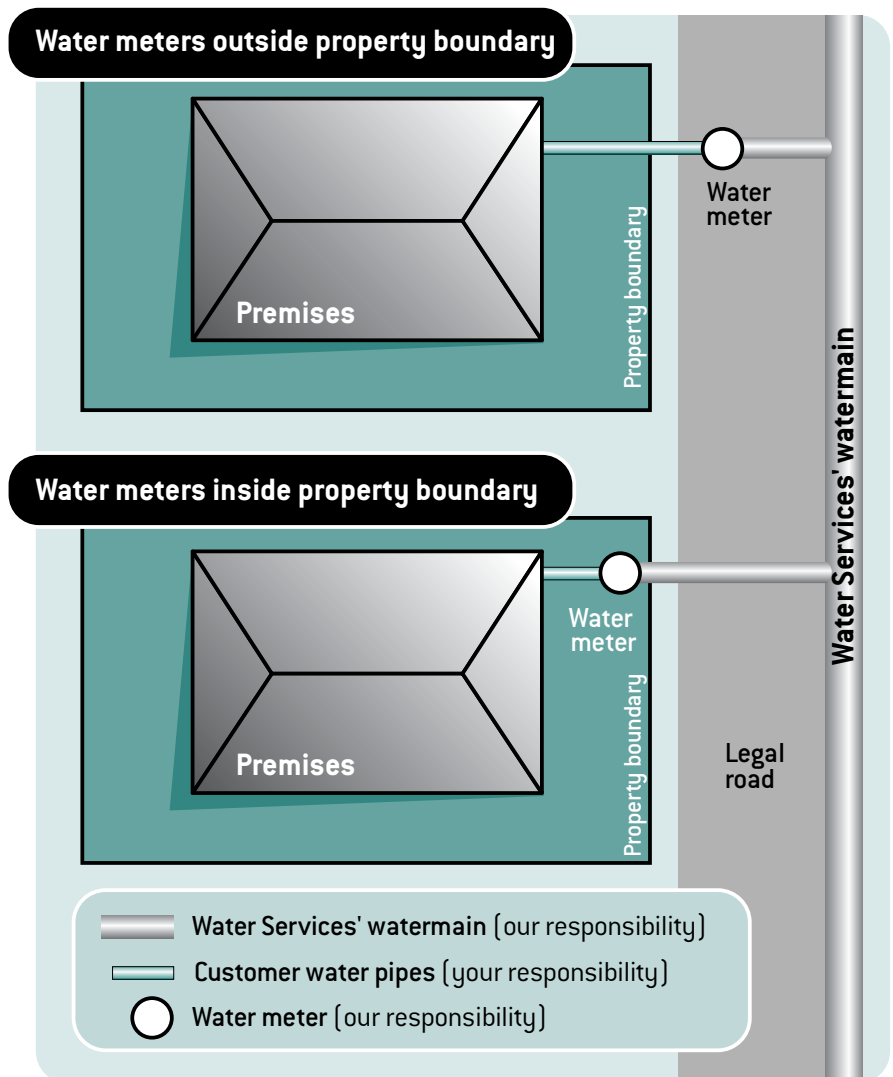 Water meters outside property boundary
Water
meter
Property boundary
Premises
Water Services' watermain
Water meters inside property boundary
Water
meter
Property boundary
Premises
Legal
road
Water Services' watermain (our responsibility)
Customer water pipes (your responsibility)
Water meter (our responsibility)